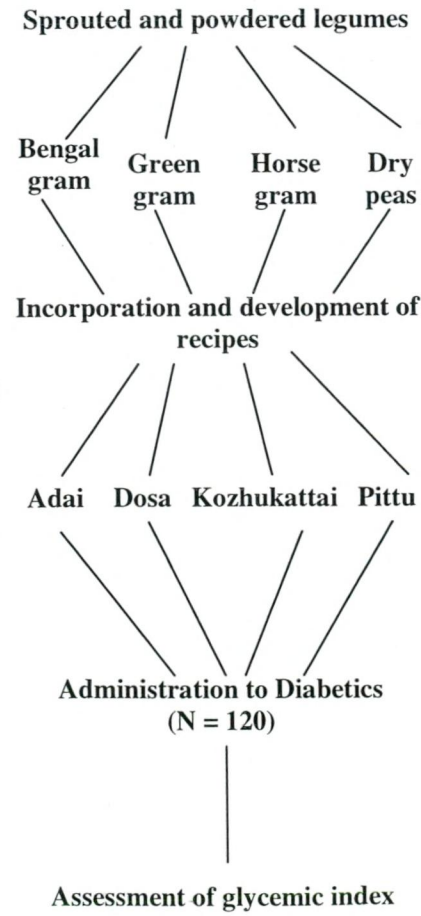 Sprouted and powdered legumes
Bengal gram
Green gram
Horse gram
Dry peas
Incorporation and development of
recipes
Adai Dosa Kozhukattai Pittu
Administration to Diabetics
(N = 120)
Assessment of glycemic index